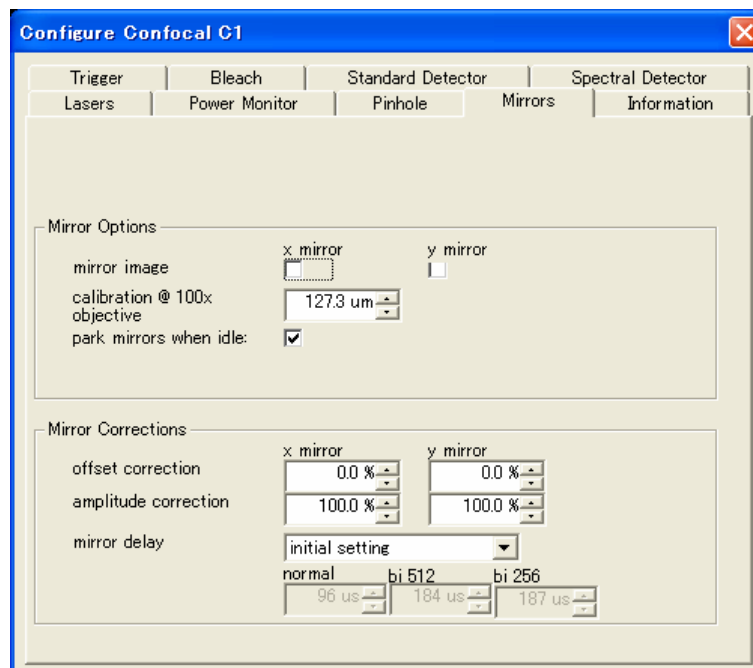 Configure Confocal C1
Trigger Bleach Standard Detector Spectral Detector
Lasers Power Monitor Pinhole Mirrors Information
Mirror Options
x mirror y mirror
mirror image
calibration @ 100x
objective
127.3 um
park mirrors when idle:
Mirror Corrections
x mirror y mirror
offset correction 0.0 % 0.0 %
amplitude correction 100.0 % 100.0 %
mirror delay initial setting
normal bi 512 bi 256
96 us 184 us 187 us